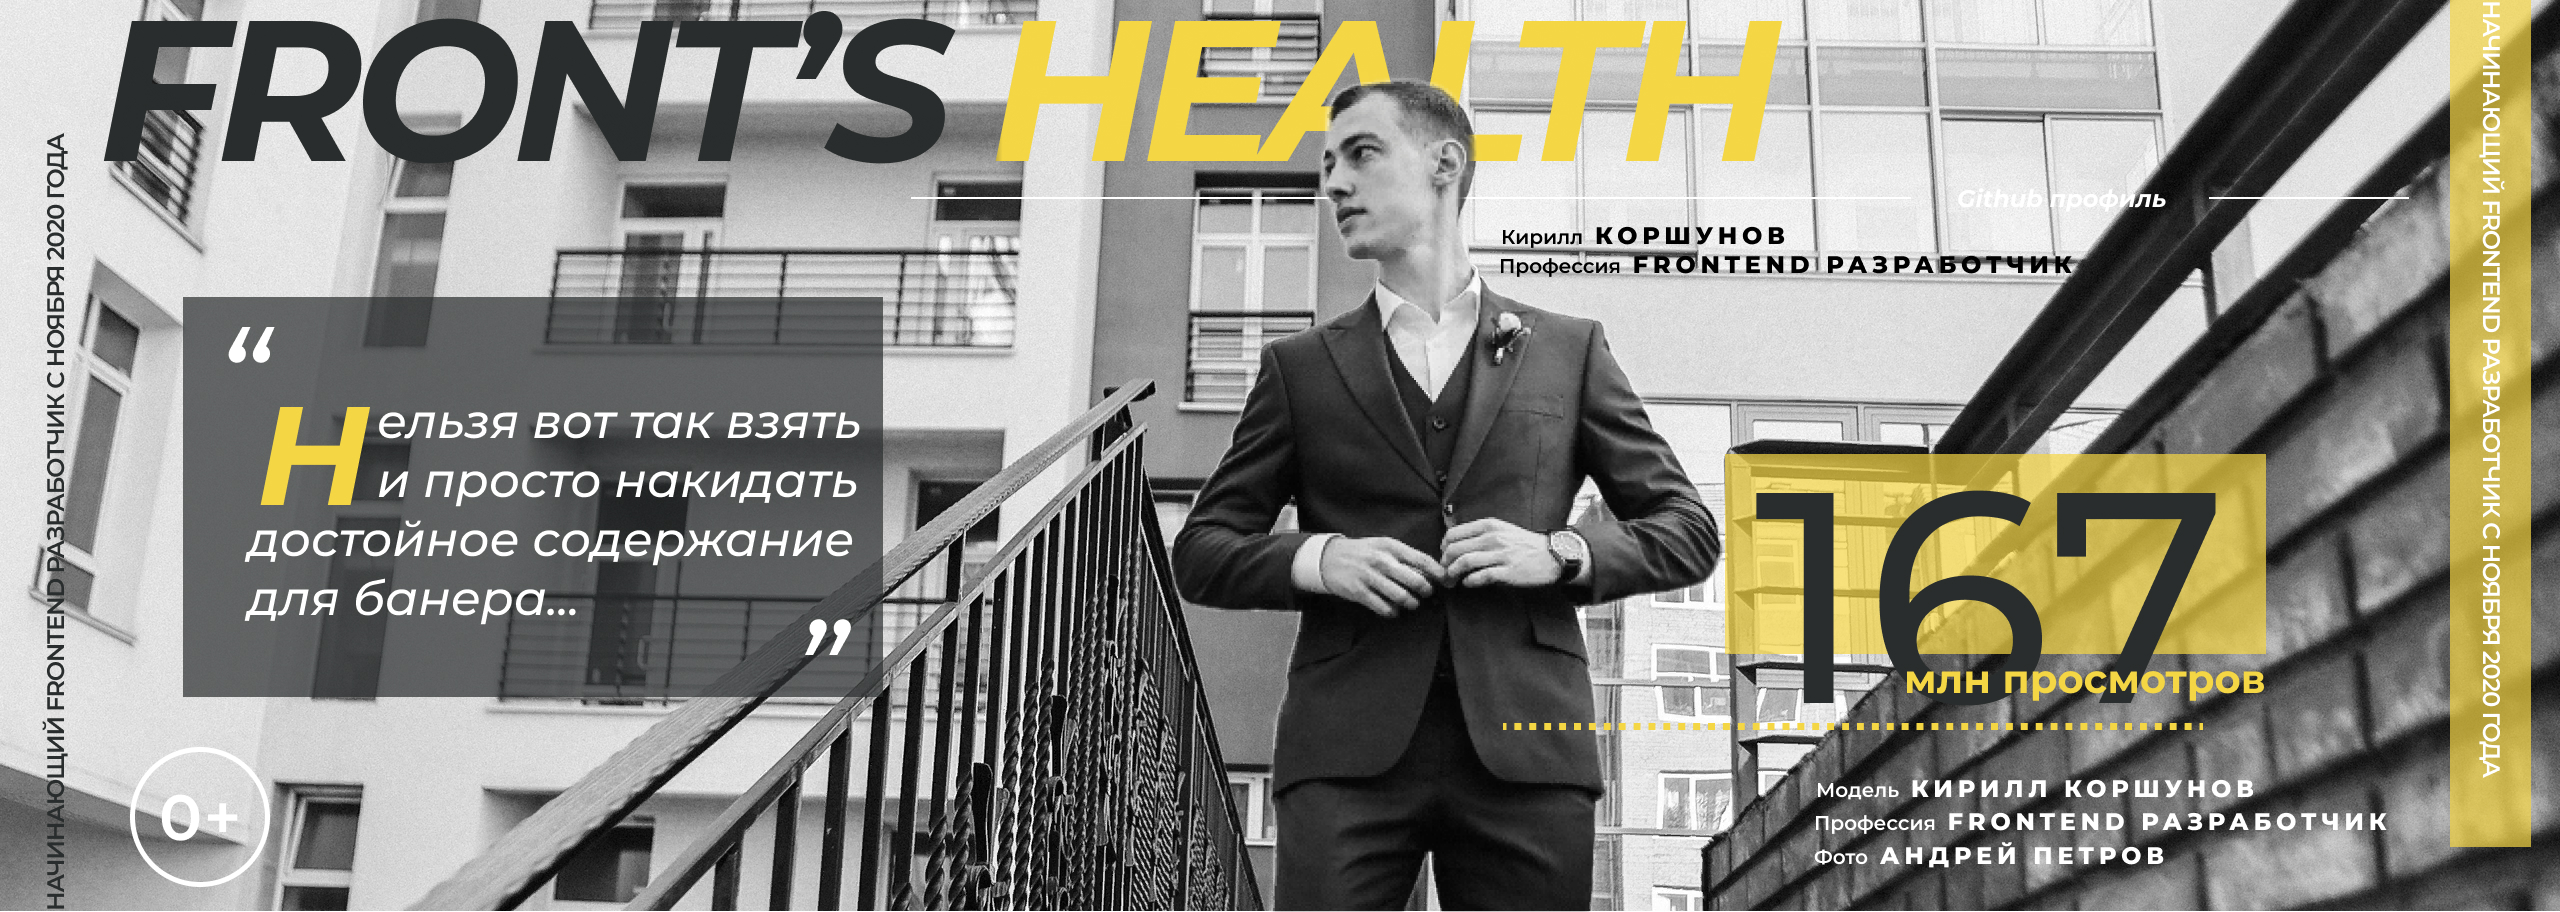 FRONT’S HEALTH
НАЧИНАЮЩИЙ FRONTEND РАЗРАБОТЧИК С НОЯБРЯ 2020 ГОДА
Github профиль
Кирилл КОРШУНОВ
Профессия FRONTEND РАЗРАБОТЧИК
“
Нельзя вот так взять
и просто накидать
достойное содержание
для банера...
”
167
млн просмотров
0+
Модель КИРИЛЛ КОРШУНОВ
Профессия FRONTEND РАЗРАБОТЧИК
Фото АНДРЕЙ ПЕТРОВ
НАЧИНАЮЩИЙ FRONTEND РАЗРАБОТЧИК С НОЯБРЯ 2020 ГОДА